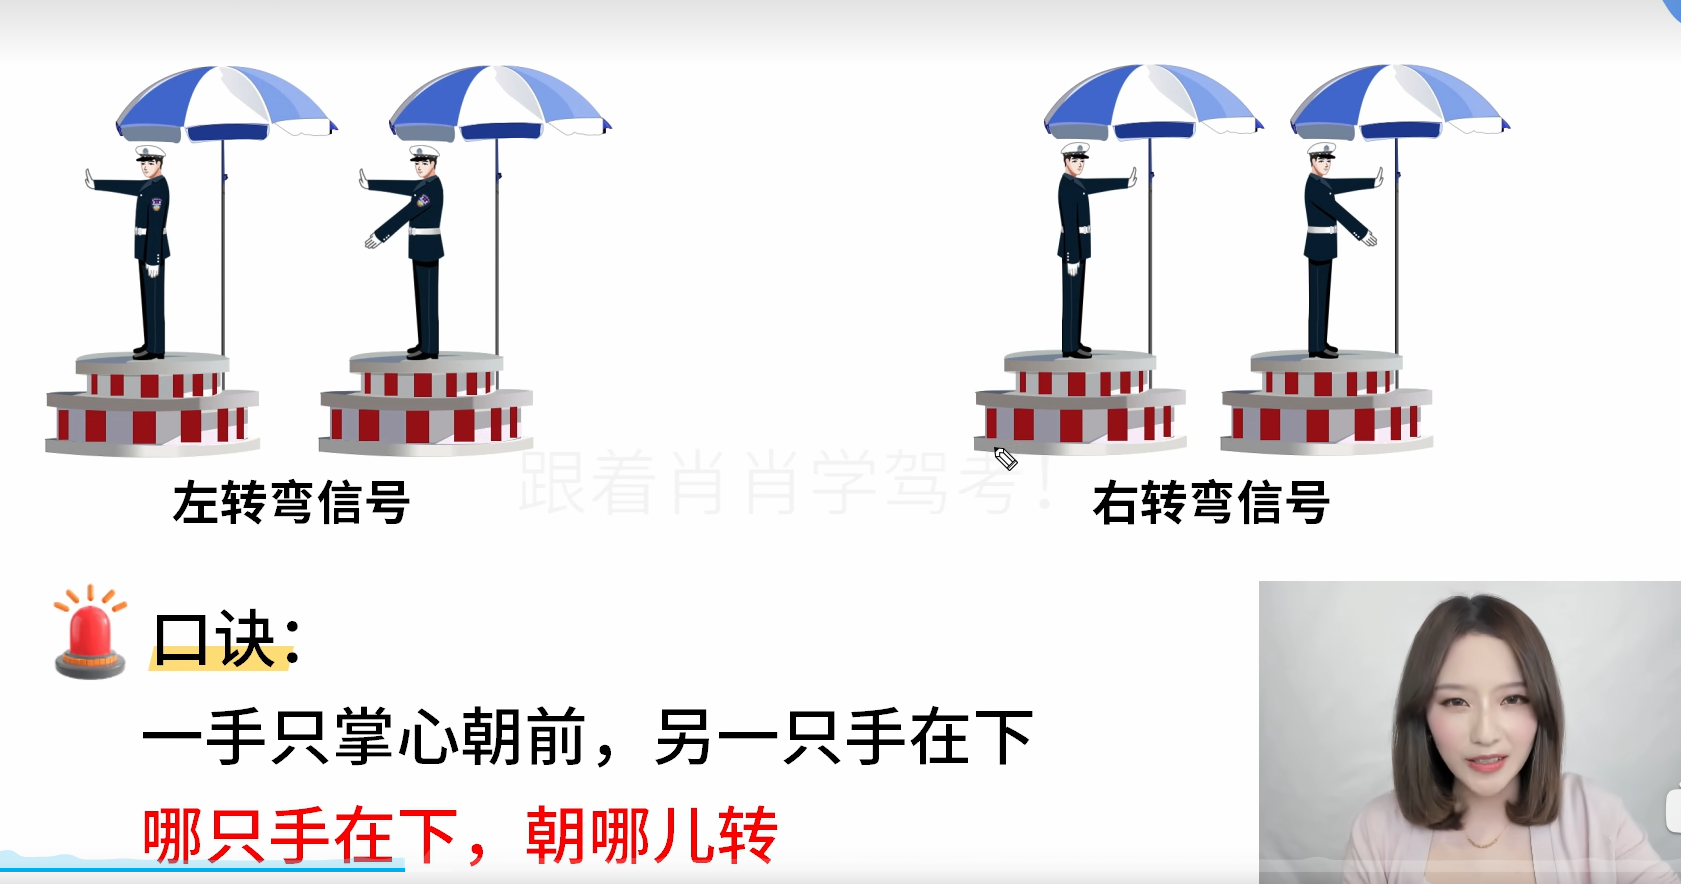 跟着肖肖学驾考！
左转弯信号
右转弯信号
口诀：
一手只掌心朝前，另一只手在下
哪只手在下，朝哪儿转